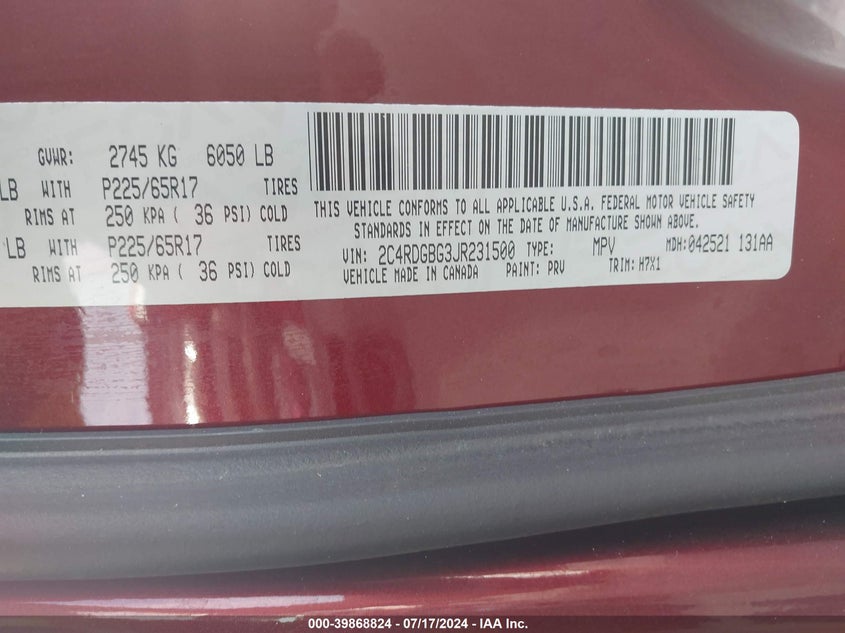 GVWR: 2745 KG 6050 LB
LB WITH P225/65R17 TIRES
RIMS AT 250 KPA ( 36 PSI) COLD
LB WITH P225/65R17 TIRES
RIMS AT 250 KPA ( 36 PSI) COLD
THIS VEHICLE CONFORMS TO ALL APPLICABLE U.S.A. FEDERAL MOTOR VEHICLE SAFETY
STANDARDS IN EFFECT ON THE DATE OF MANUFACTURE SHOWN ABOVE.
VIN: 2C4RDGBG3JR231500 TYPE: MPV MDH: 042521 131AA
VEHICLE MADE IN CANADA PAINT: PRV TRIM: H7X1
000-39868824 - 07/17/2024 - IAA Inc.